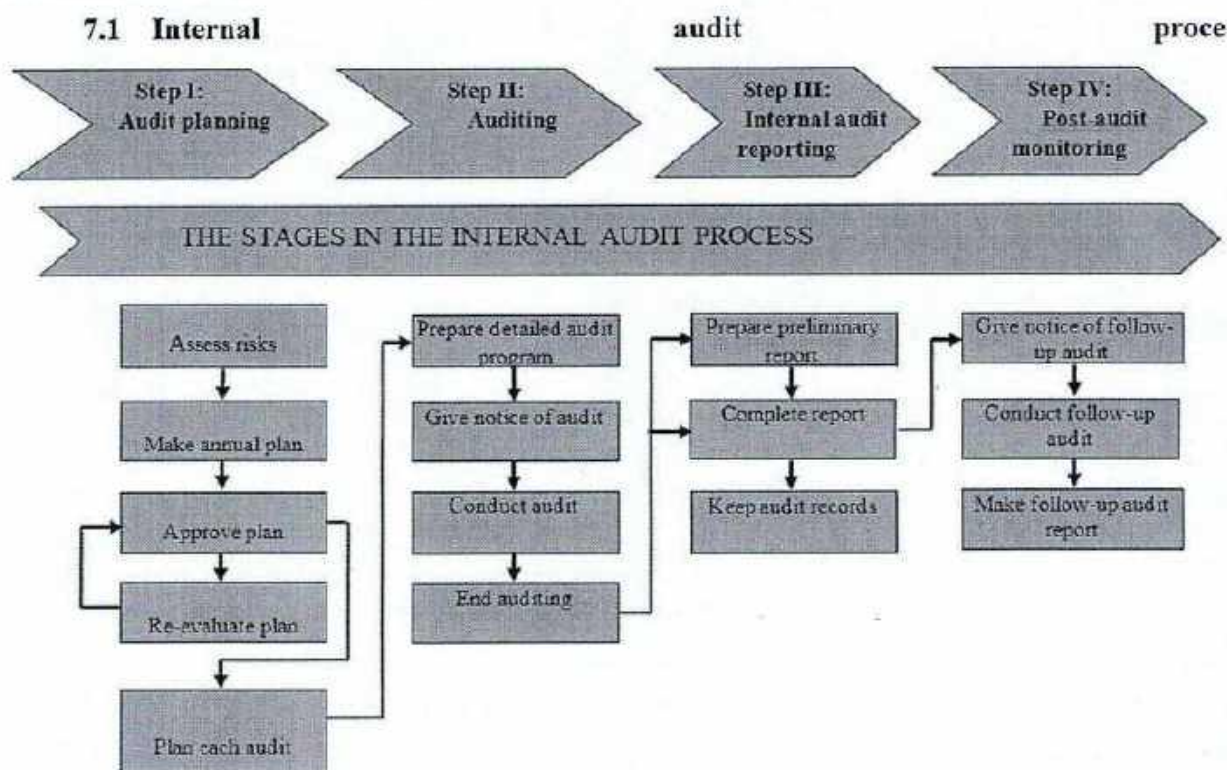 7.1 Internal audit proce
Step I:
Audit planning
Step II:
Auditing
Step III:
Internal audit
reporting
Step IV:
Post-audit
monitoring
THE STAGES IN THE INTERNAL AUDIT PROCESS
Assess risks
Make annual plan
Approve plan
Re-evaluate plan
Plan each audit
Prepare detailed audit
program
Give notice of audit
Conduct audit
End auditing
Prepare preliminary
report
Complete report
Keep audit records
Give notice of follow-
up audit
Conduct follow-up
audit
Make follow-up audit
report